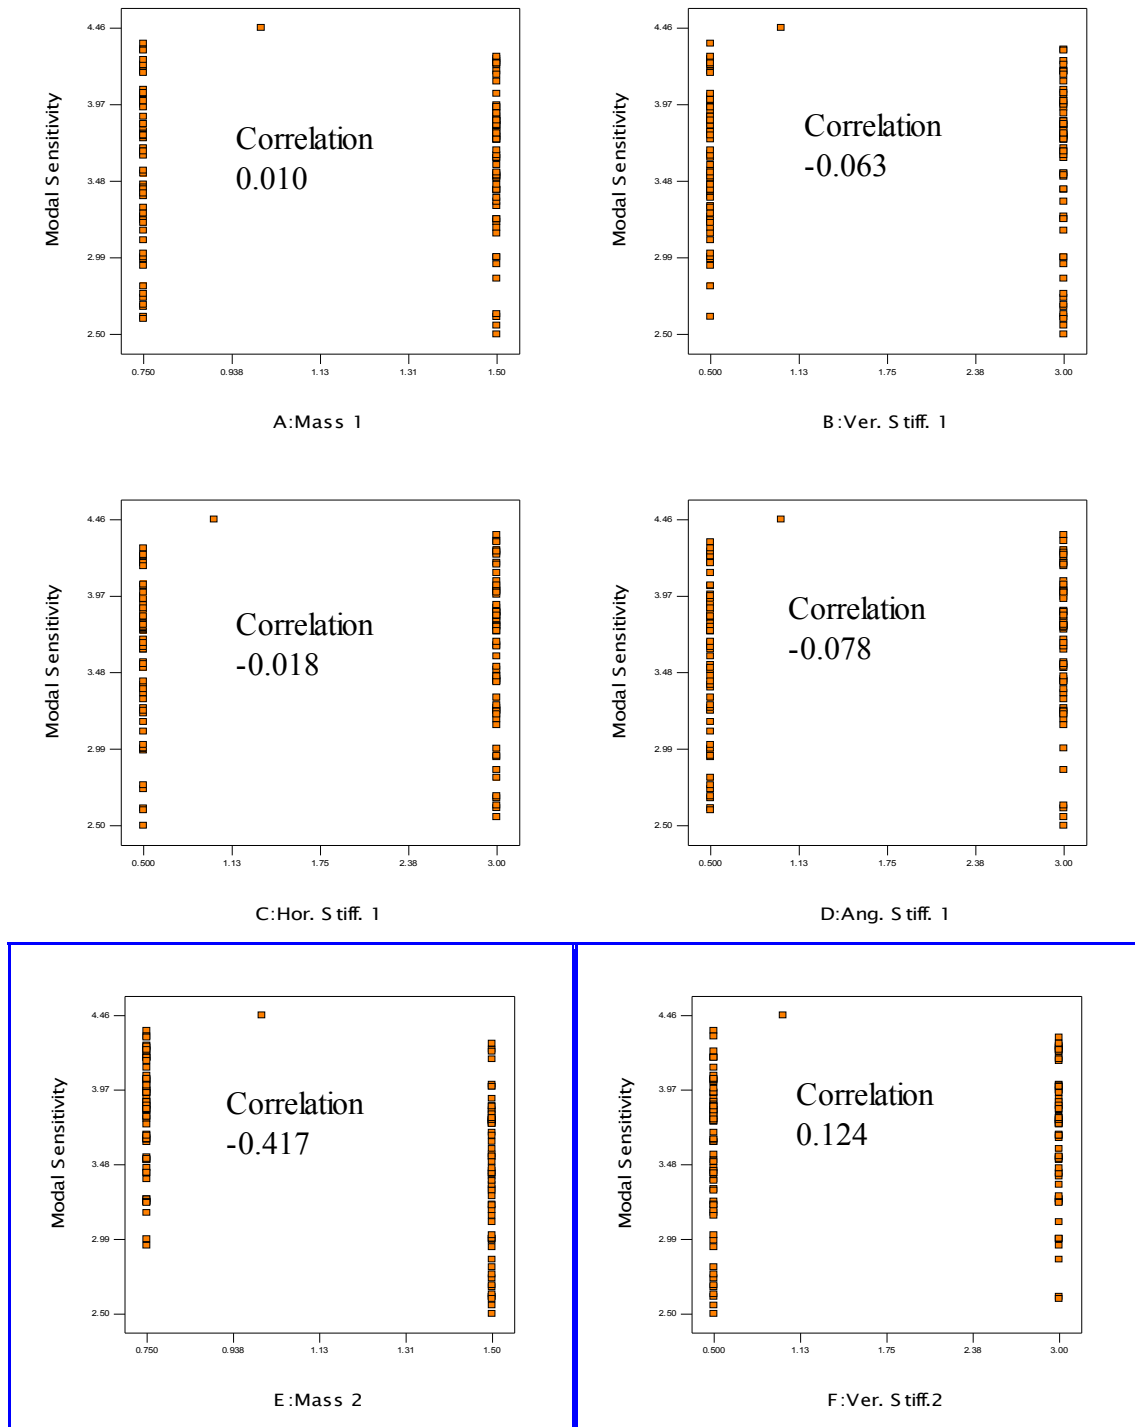 4.46
3.97
3.48
2.99
2.50
Modal Sensitivity
Correlation
0.010
0.750 0.938 1.13 1.31 1.50
A:Mass 1
4.46
3.97
3.48
2.99
2.50
Modal Sensitivity
Correlation
-0.063
0.500 1.13 1.75 2.38 3.00
B:Ver. Stiff. 1
4.46
3.97
3.48
2.99
2.50
Modal Sensitivity
Correlation
-0.018
0.500 1.13 1.75 2.38 3.00
C:Hor. Stiff. 1
4.46
3.97
3.48
2.99
2.50
Modal Sensitivity
Correlation
-0.078
0.500 1.13 1.75 2.38 3.00
D:Ang. Stiff. 1
4.46
3.97
3.48
2.99
2.50
Modal Sensitivity
Correlation
-0.417
0.750 0.938 1.13 1.31 1.50
E:Mass 2
4.46
3.97
3.48
2.99
2.50
Modal Sensitivity
Correlation
0.124
0.500 1.13 1.75 2.38 3.00
F:Ver. Stiff.2